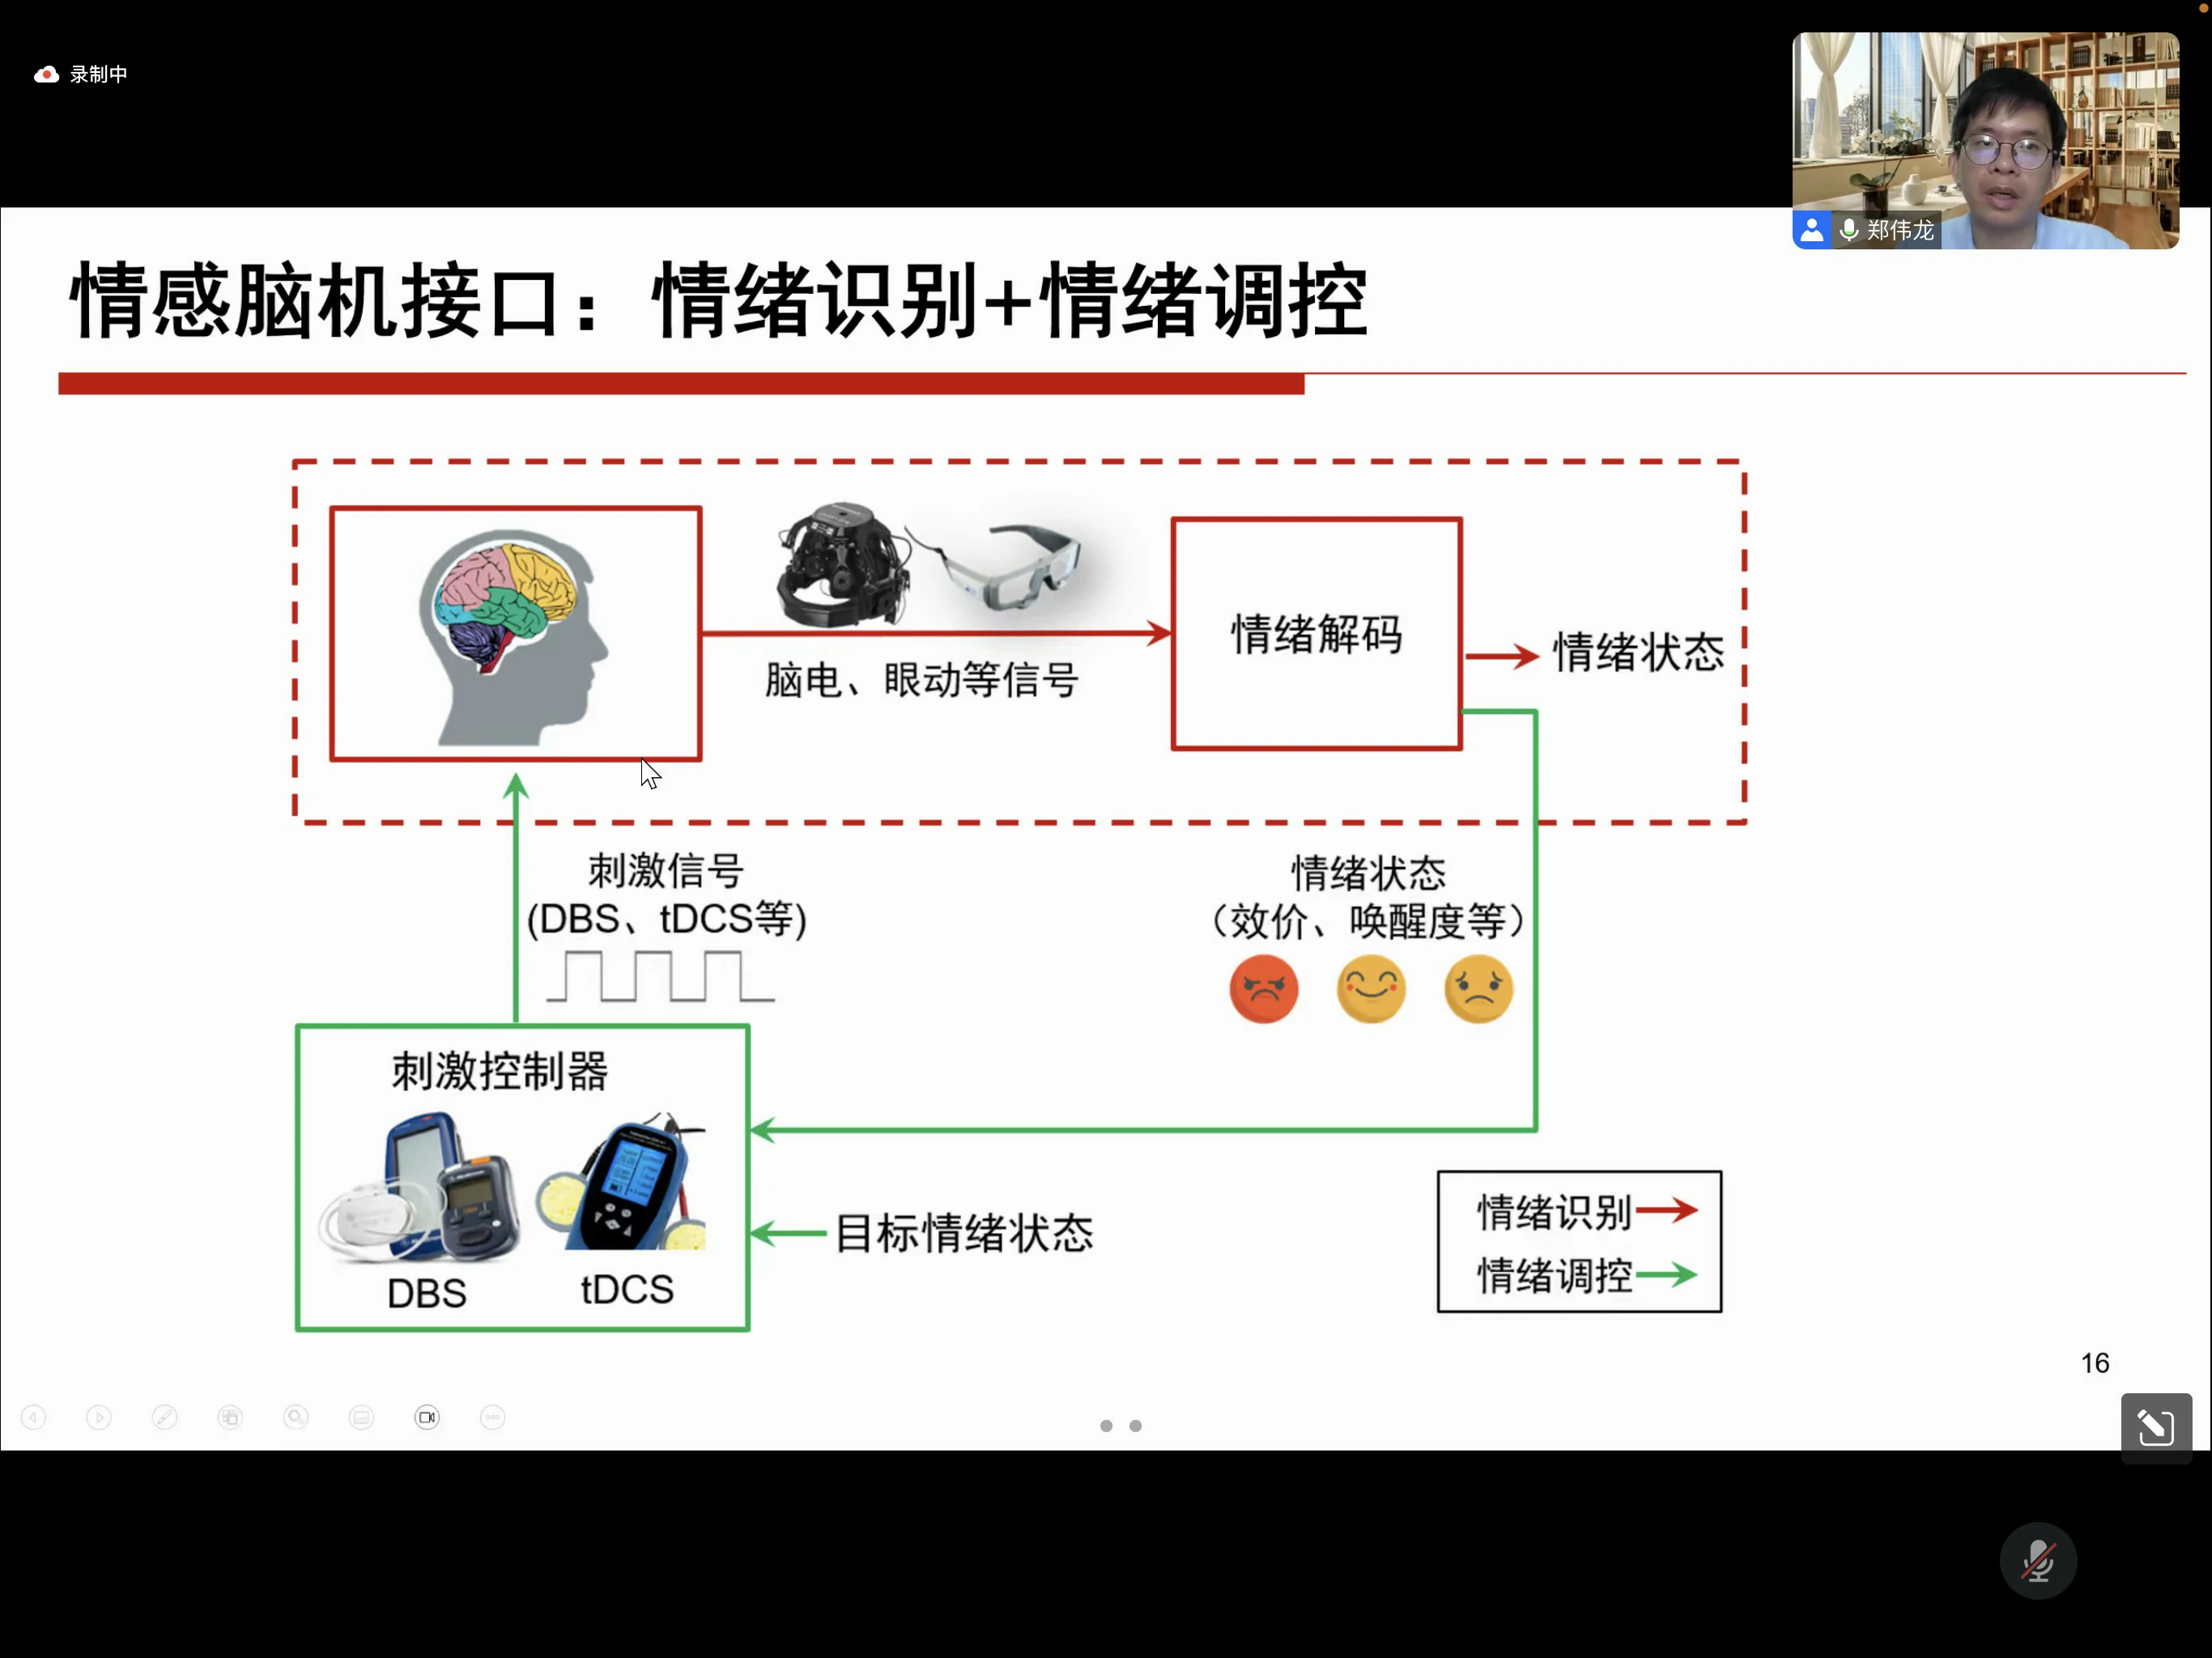 录制中
郑伟龙
情感脑机接口：情绪识别+情绪调控
脑电、眼动等信号
情绪解码
情绪状态
刺激信号
(DBS、tDCS等)
情绪状态
（效价、唤醒度等）
刺激控制器
DBS
tDCS
目标情绪状态
情绪识别
情绪调控
16